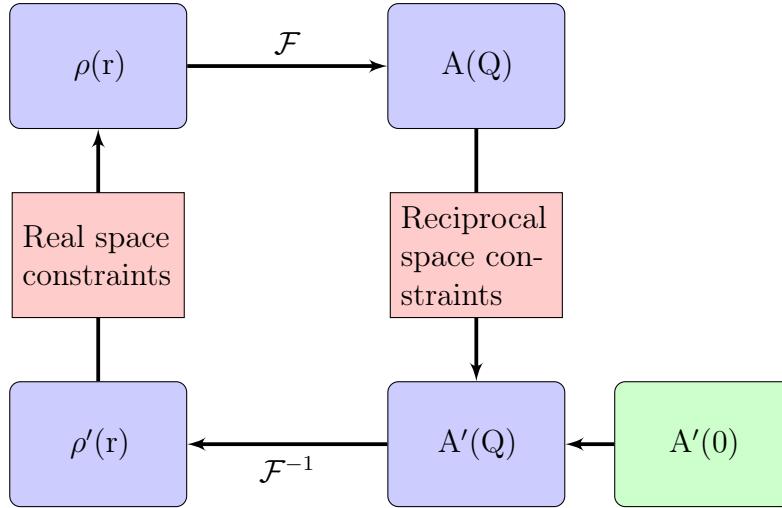 ρ(r)
ℱ
A(Q)
Real space
constraints
Reciprocal
space con-
straints
ρ′(r)
ℱ⁻¹
A′(Q)
A′(0)